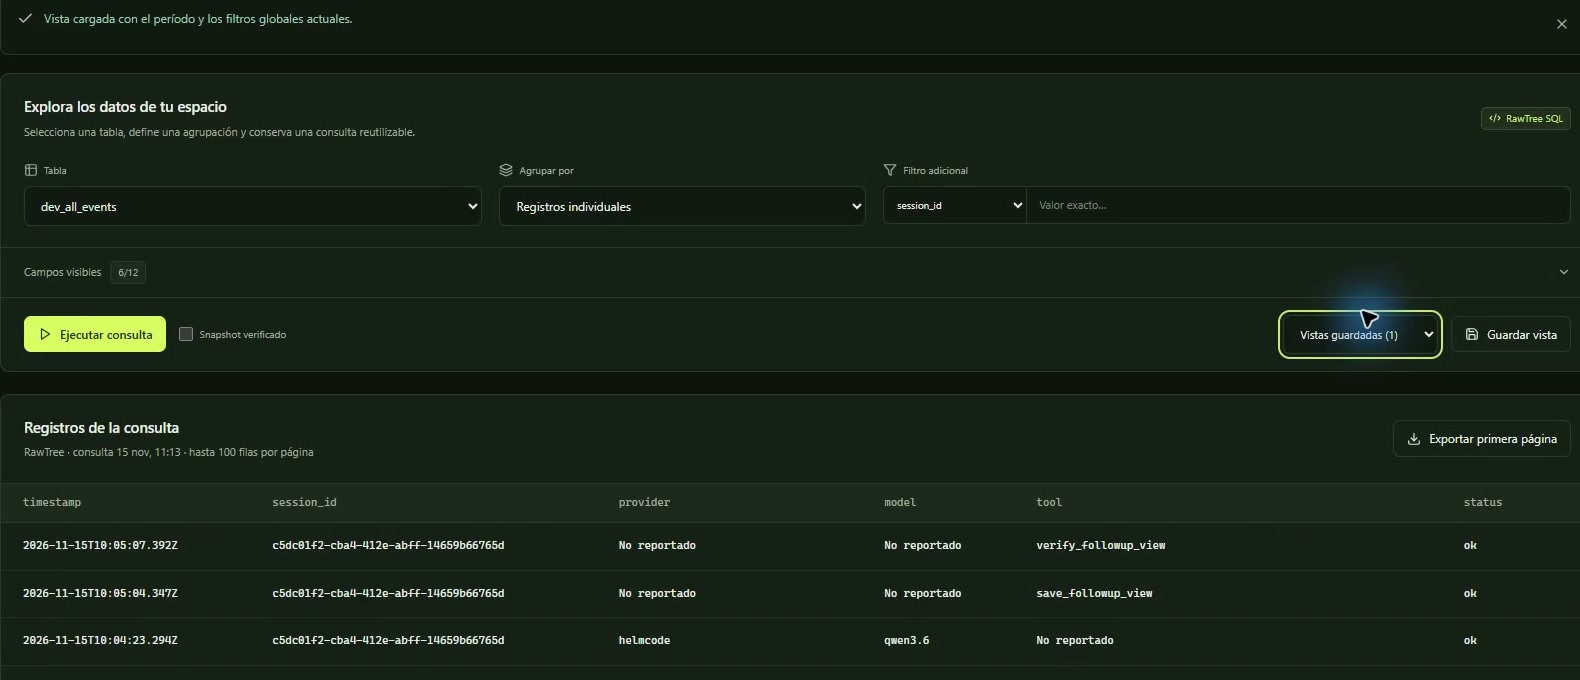 Vista cargada con el período y los filtros globales actuales.
Explora los datos de tu espacio
Selecciona una tabla, define una agrupación y conserva una consulta reutilizable.
</> RawTree SQL
Tabla
Agrupar por
Filtro adicional
dev_all_events
Registros individuales
session_id
Valor exacto...
Campos visibles 6/12
Ejecutar consulta
Snapshot verificado
Vistas guardadas (1)
Guardar vista
Registros de la consulta
RawTree · consulta 15 nov, 11:13 · hasta 100 filas por página
Exportar primera página
timestamp session_id provider model tool status
2026-11-15T10:05:07.392Z c5dc01f2-cba4-412e-abff-14659b66765d No reportado No reportado verify_followup_view ok
2026-11-15T10:05:04.347Z c5dc01f2-cba4-412e-abff-14659b66765d No reportado No reportado save_followup_view ok
2026-11-15T10:04:23.294Z c5dc01f2-cba4-412e-abff-14659b66765d helmcode qwen3.6 No reportado ok